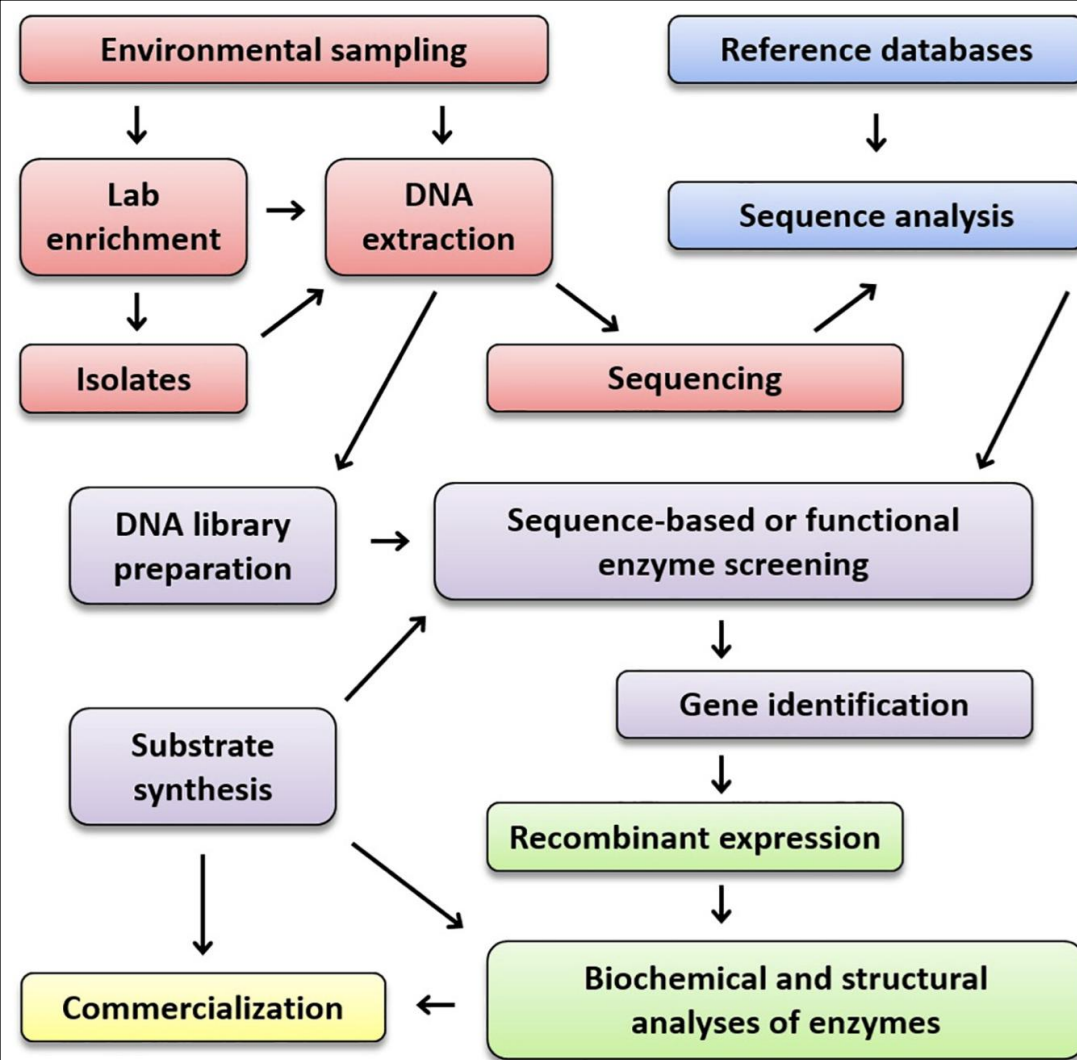 Environmental sampling
Reference databases
Lab
enrichment
DNA
extraction
Sequence analysis
Isolates
Sequencing
DNA library
preparation
Sequence-based or functional
enzyme screening
Gene identification
Substrate
synthesis
Recombinant expression
Biochemical and structural
analyses of enzymes
Commercialization